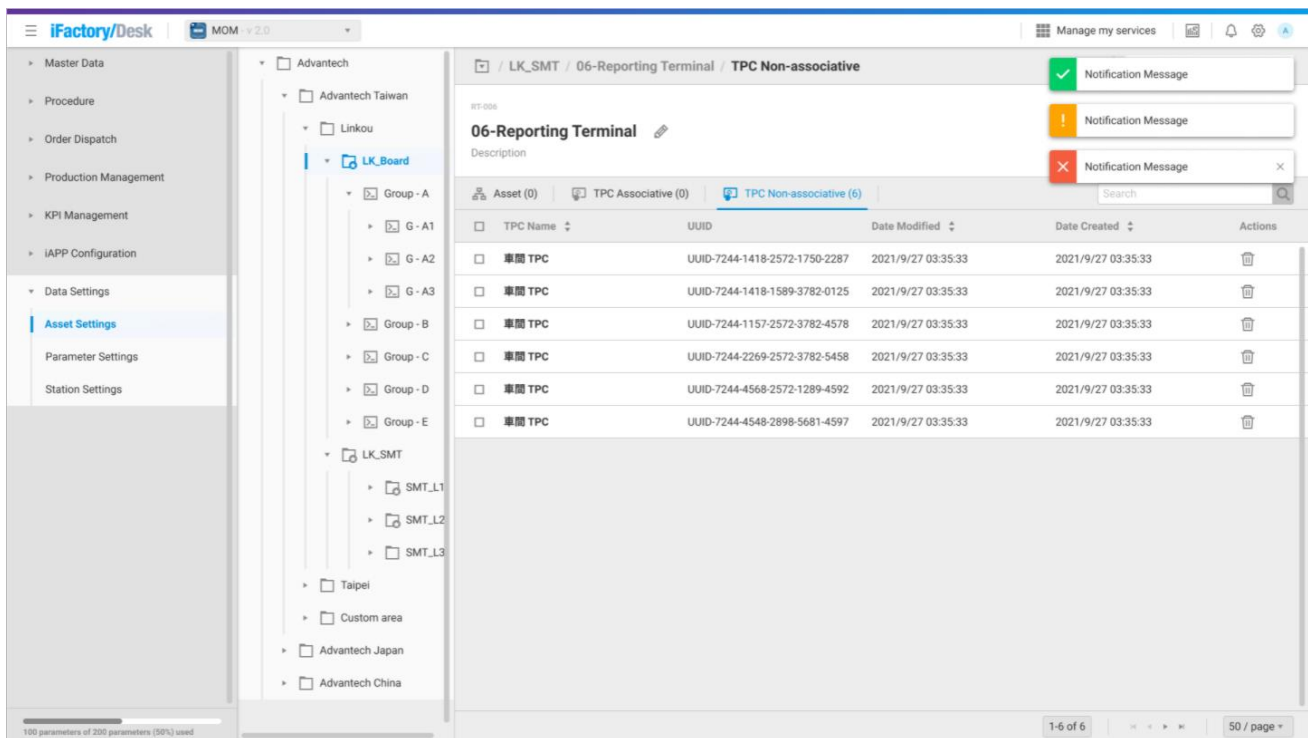 iFactory/Desk
MOM - v 2.0
Manage my services
A
Master Data
Procedure
Order Dispatch
Production Management
KPI Management
iAPP Configuration
Data Settings
Asset Settings
Parameter Settings
Station Settings
100 parameters of 200 parameters (50%) used
Advantech
Advantech Taiwan
Linkou
LK_Board
Group - A
G - A1
G - A2
G - A3
Group - B
Group - C
Group - D
Group - E
LK_SMT
SMT_L1
SMT_L2
SMT_L3
Taipei
Custom area
Advantech Japan
Advantech China
/ LK_SMT / 06-Reporting Terminal / TPC Non-associative
RT-006
06-Reporting Terminal
Description
Notification Message
Notification Message
Notification Message
Asset (0) TPC Associative (0) TPC Non-associative (6) Search
TPC Name UUID Date Modified Date Created Actions
車間 TPC UUID-7244-1418-2572-1750-2287 2021/9/27 03:35:33 2021/9/27 03:35:33
車間 TPC UUID-7244-1418-1589-3782-0125 2021/9/27 03:35:33 2021/9/27 03:35:33
車間 TPC UUID-7244-1157-2572-3782-4578 2021/9/27 03:35:33 2021/9/27 03:35:33
車間 TPC UUID-7244-2269-2572-3782-5458 2021/9/27 03:35:33 2021/9/27 03:35:33
車間 TPC UUID-7244-4568-2572-1289-4592 2021/9/27 03:35:33 2021/9/27 03:35:33
車間 TPC UUID-7244-4548-2898-5681-4597 2021/9/27 03:35:33 2021/9/27 03:35:33
1-6 of 6
50 / page